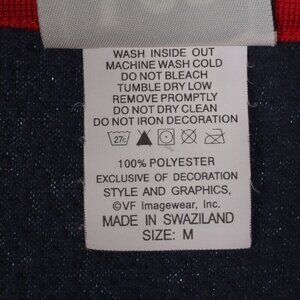 WASH INSIDE OUT
MACHINE WASH COLD
DO NOT BLEACH
TUMBLE DRY LOW
REMOVE PROMPTLY
DO NOT DRY CLEAN
DO NOT IRON DECORATION
27c
100% POLYESTER
EXCLUSIVE OF DECORATION
STYLE AND GRAPHICS,
©VF Imagewear, Inc.
MADE IN SWAZILAND
SIZE: M